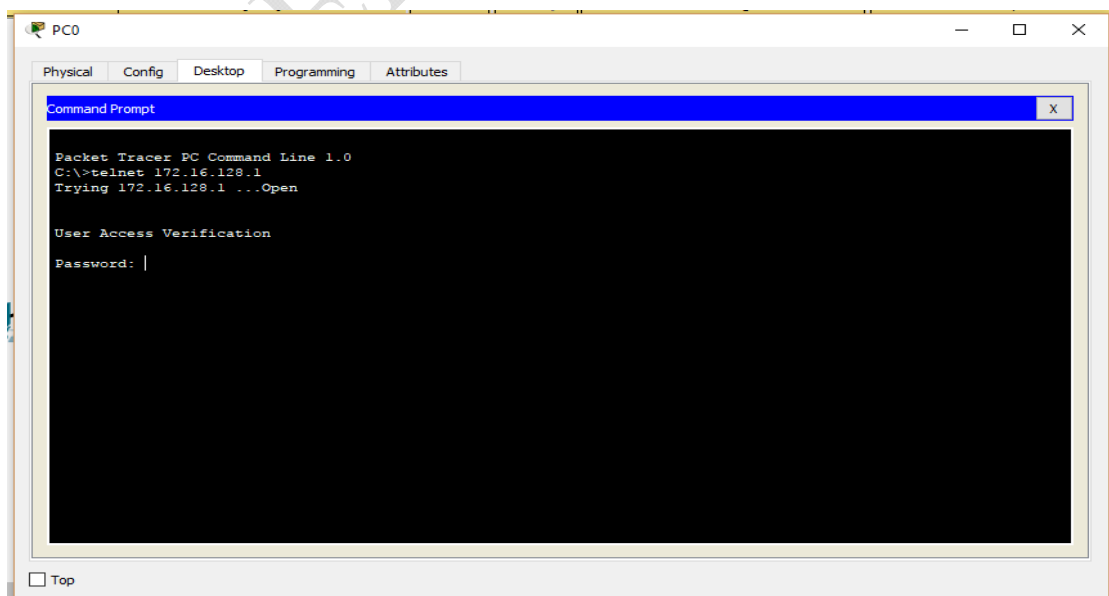 PC0
Physical Config Desktop Programming Attributes
Command Prompt
X
Packet Tracer PC Command Line 1.0
C:\>telnet 172.16.128.1
Trying 172.16.128.1 ...Open
User Access Verification
Password:
Top